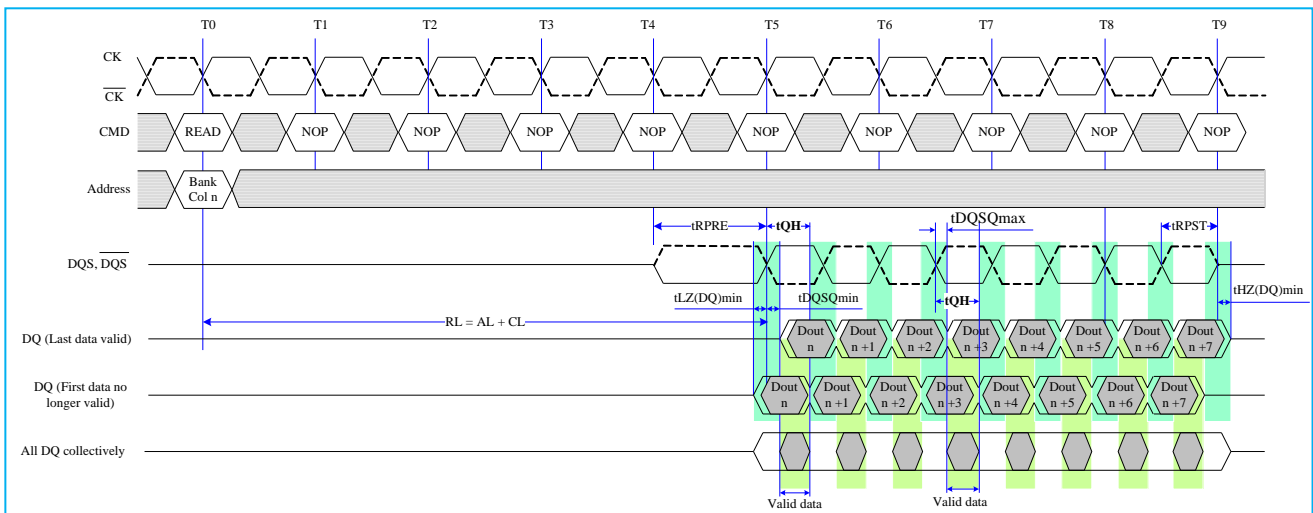 T0 T1 T2 T3 T4 T5 T6 T7 T8 T9
CK
CK
CMD READ NOP NOP NOP NOP NOP NOP NOP NOP NOP
Address Bank
Col n
tRPRE tQH tDQSQmax tRPST
DQS, DQS
tLZ(DQ)min tDQSQmin tQH tHZ(DQ)min
RL = AL + CL
DQ (Last data valid) Dout Dout Dout Dout Dout Dout Dout Dout
n n +1 n +2 n +3 n +4 n +5 n +6 n +7
DQ (First data no Dout Dout Dout Dout Dout Dout Dout Dout
longer valid) n n +1 n +2 n +3 n +4 n +5 n +6 n +7
All DQ collectively
Valid data Valid data